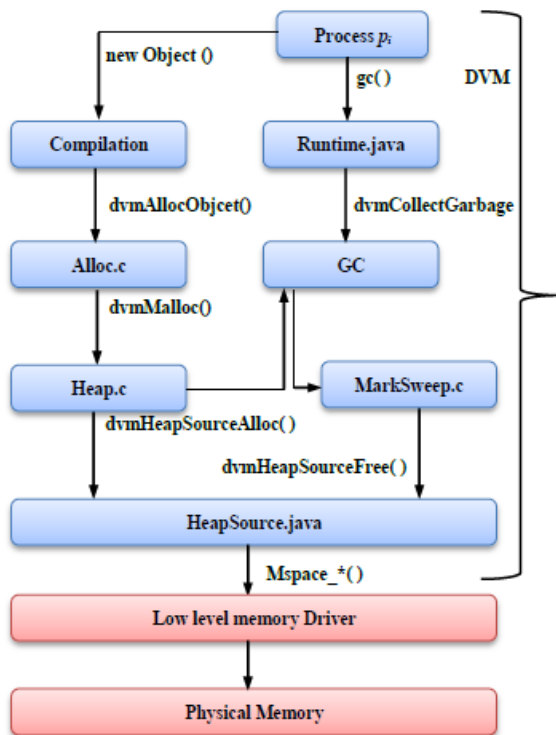 Process pi
new Object ()
gc( )
DVM
Compilation
Runtime.java
dvmAllocObjcet()
dvmCollectGarbage
Alloc.c
GC
dvmMalloc()
Heap.c
MarkSweep.c
dvmHeapSourceAlloc( )
dvmHeapSourceFree( )
HeapSource.java
Mspace_*( )
Low level memory Driver
Physical Memory